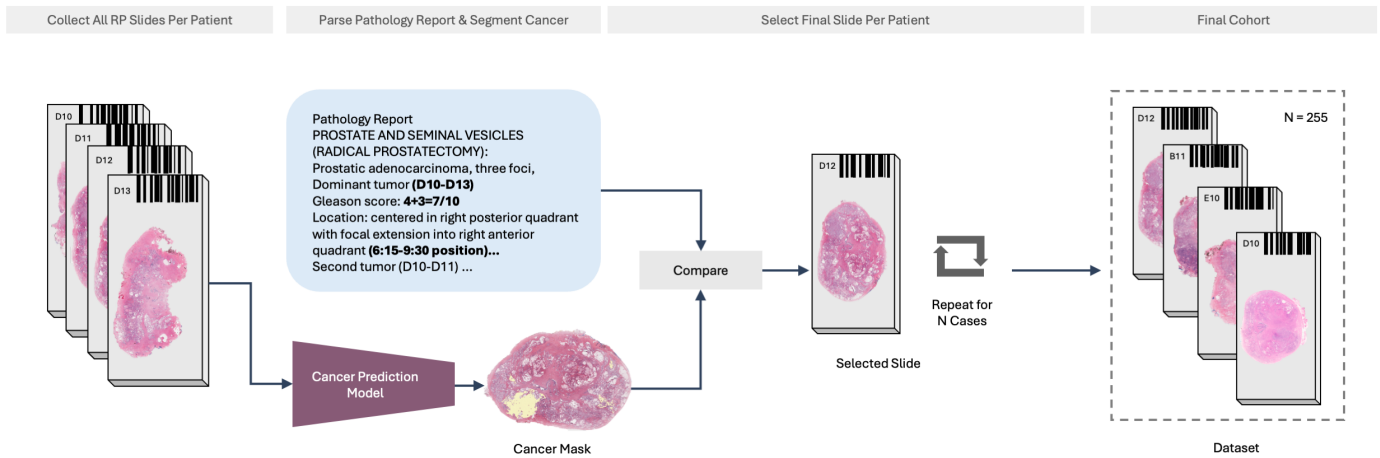 Collect All RP Slides Per Patient
Parse Pathology Report & Segment Cancer
Select Final Slide Per Patient
Final Cohort
D10
D11
D12
D13
Pathology Report
PROSTATE AND SEMINAL VESICLES
(RADICAL PROSTATECTOMY):
Prostatic adenocarcinoma, three foci,
Dominant tumor (D10-D13)
Gleason score: 4+3=7/10
Location: centered in right posterior quadrant
with focal extension into right anterior
quadrant (6:15-9:30 position)...
Second tumor (D10-D11) ...
Cancer Prediction
Model
Cancer Mask
Compare
D12
Selected Slide
Repeat for
N Cases
N = 255
D12
B11
E10
D10
Dataset